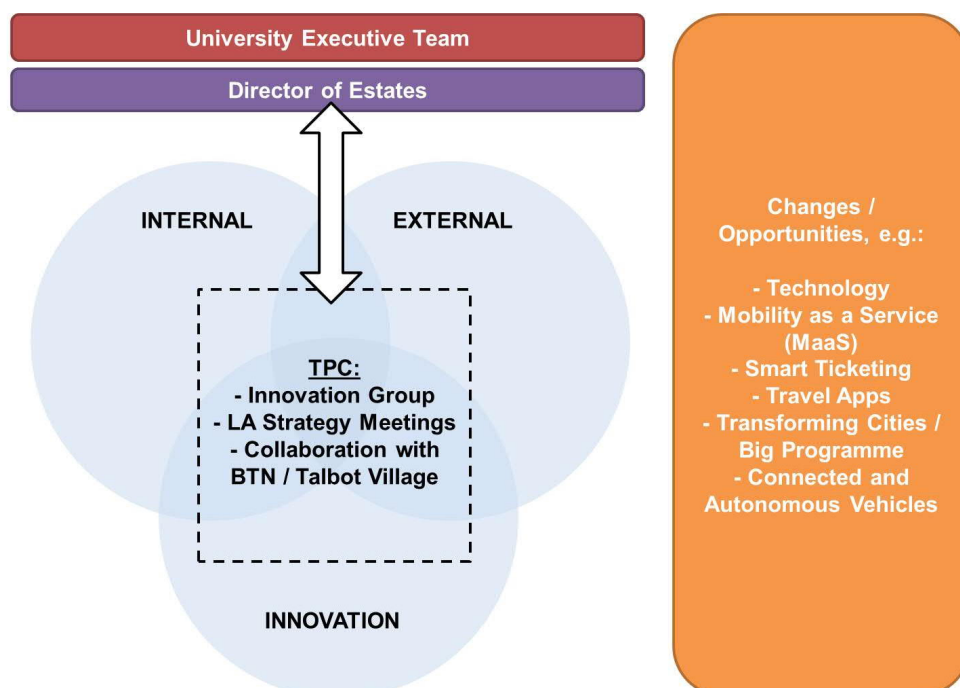 University Executive Team
Director of Estates
INTERNAL
EXTERNAL
TPC:
- Innovation Group
- LA Strategy Meetings
- Collaboration with
BTN / Talbot Village
INNOVATION
Changes /
Opportunities, e.g.:
- Technology
- Mobility as a Service
(MaaS)
- Smart Ticketing
- Travel Apps
- Transforming Cities /
Big Programme
- Connected and
Autonomous Vehicles